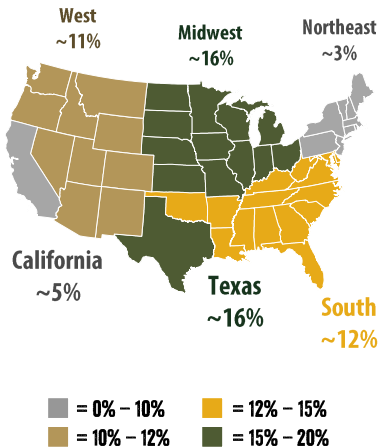 West
~11%
Midwest
~16%
Northeast
~3%
California
~5%
Texas
~16%
South
~12%
= 0% – 10%
= 12% – 15%
= 10% – 12%
= 15% – 20%